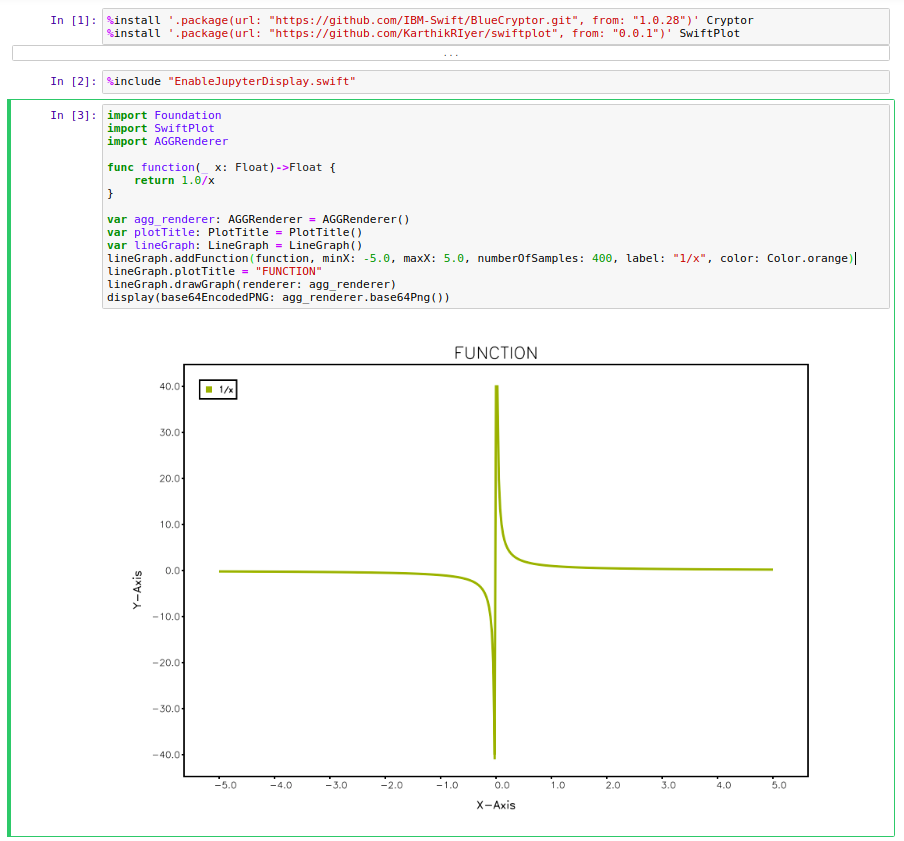 In [1]: %install '.package(url: "https://github.com/IBM-Swift/BlueCryptor.git", from: "1.0.28")' Cryptor
%install '.package(url: "https://github.com/KarthikRIyer/swiftplot", from: "0.0.1")' SwiftPlot
...
In [2]: %include "EnableJupyterDisplay.swift"
In [3]: import Foundation
import SwiftPlot
import AGGRenderer
func function(_ x: Float)->Float {
    return 1.0/x
}
var agg_renderer: AGGRenderer = AGGRenderer()
var plotTitle: PlotTitle = PlotTitle()
var lineGraph: LineGraph = LineGraph()
lineGraph.addFunction(function, minX: -5.0, maxX: 5.0, numberOfSamples: 400, label: "1/x", color: Color.orange)
lineGraph.plotTitle = "FUNCTION"
lineGraph.drawGraph(renderer: agg_renderer)
display(base64EncodedPNG: agg_renderer.base64Png())
FUNCTION
1/x
40.0
30.0
20.0
10.0
0.0
-10.0
-20.0
-30.0
-40.0
Y-Axis
-5.0 -4.0 -3.0 -2.0 -1.0 0.0 1.0 2.0 3.0 4.0 5.0
X-Axis